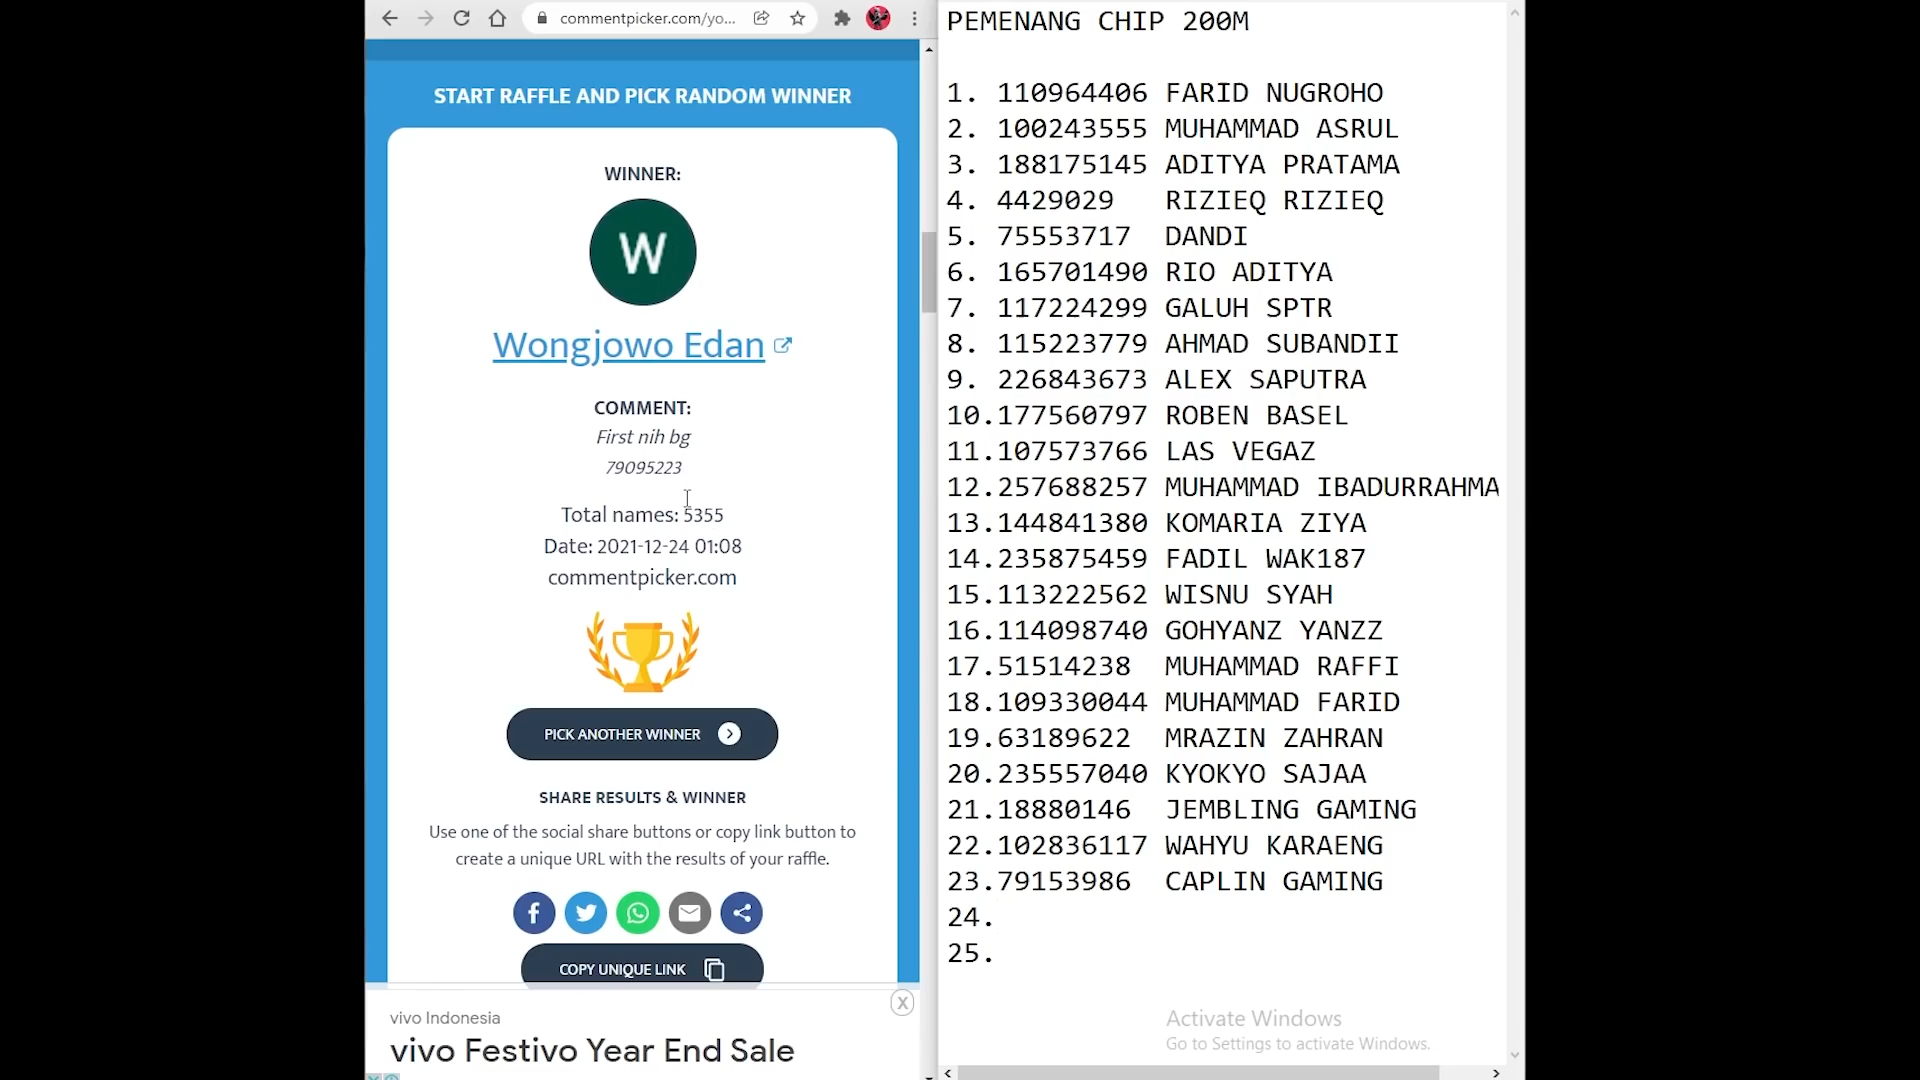 commentpicker.com/yo...
START RAFFLE AND PICK RANDOM WINNER
WINNER:
W
Wongjowo Edan
COMMENT:
First nih bg
79095223
Total names: 5355
Date: 2021-12-24 01:08
commentpicker.com
PICK ANOTHER WINNER
SHARE RESULTS & WINNER
Use one of the social share buttons or copy link button to
create a unique URL with the results of your raffle.
COPY UNIQUE LINK
X
vivo Indonesia
vivo Festivo Year End Sale
PEMENANG CHIP 200M
1. 110964406 FARID NUGROHO
2. 100243555 MUHAMMAD ASRUL
3. 188175145 ADITYA PRATAMA
4. 4429029 RIZIEQ RIZIEQ
5. 75553717 DANDI
6. 165701490 RIO ADITYA
7. 117224299 GALUH SPTR
8. 115223779 AHMAD SUBANDII
9. 226843673 ALEX SAPUTRA
10.177560797 ROBEN BASEL
11.107573766 LAS VEGAZ
12.257688257 MUHAMMAD IBADURRAHMA
13.144841380 KOMARIA ZIYA
14.235875459 FADIL WAK187
15.113222562 WISNU SYAH
16.114098740 GOHYANZ YANZZ
17.51514238 MUHAMMAD RAFFI
18.109330044 MUHAMMAD FARID
19.63189622 MRAZIN ZAHRAN
20.235557040 KYOKYO SAJAA
21.18880146 JEMBLING GAMING
22.102836117 WAHYU KARAENG
23.79153986 CAPLIN GAMING
24.
25.
Activate Windows
Go to Settings to activate Windows.